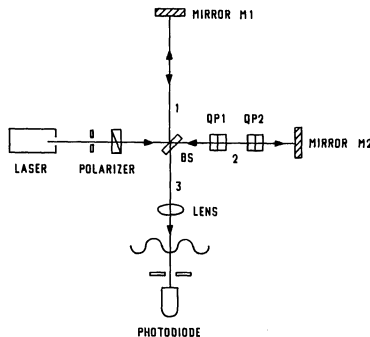 MIRROR M1
1
QP1 QP2
BS
2
LASER
POLARIZER
MIRROR M2
3
LENS
PHOTODIODE